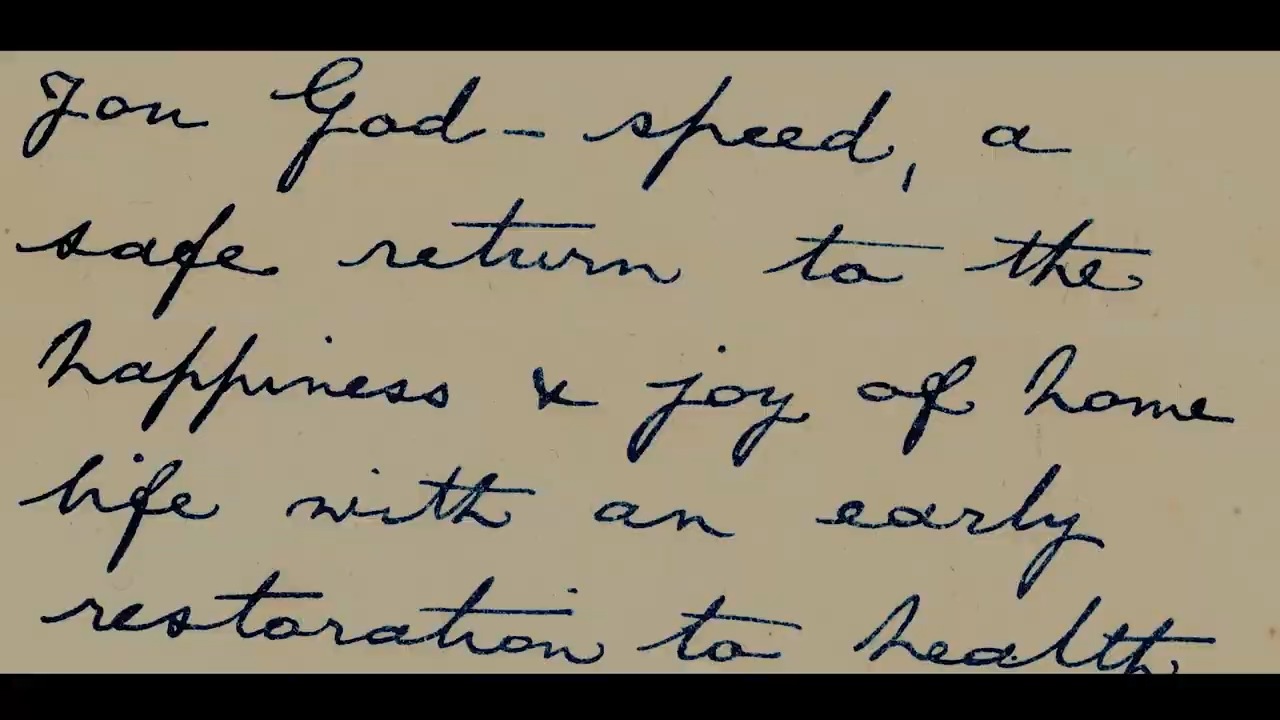 you God-speed, a
safe return to the
happiness & joy of home
life with an early
restoration to health